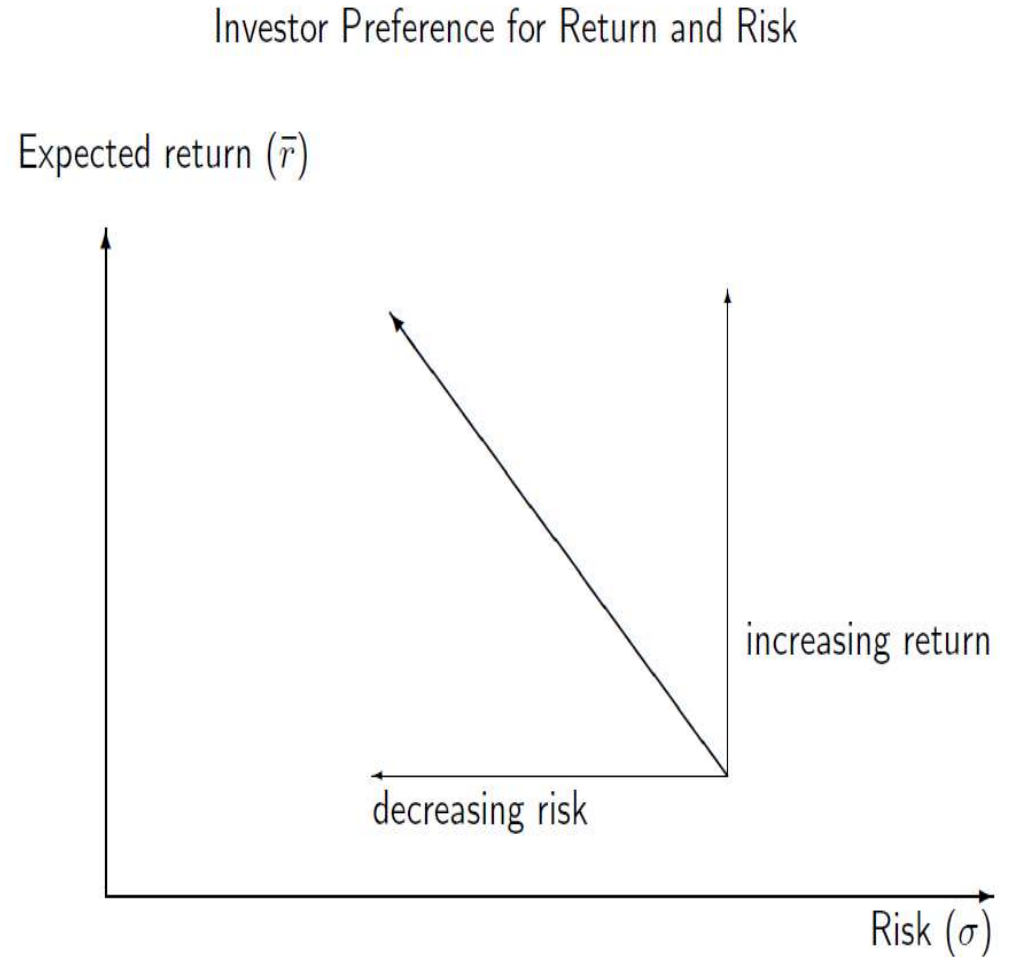 Investor Preference for Return and Risk
Expected return (r̄)
increasing return
decreasing risk
Risk (σ)